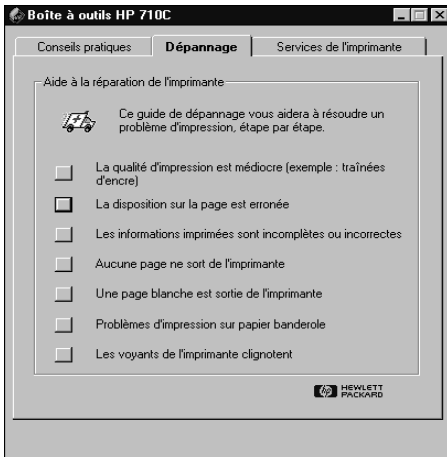 Boîte à outils HP 710C
Conseils pratiques
Dépannage
Services de l'imprimante
Aide à la réparation de l'imprimante
Ce guide de dépannage vous aidera à résoudre un
problème d'impression, étape par étape.
La qualité d'impression est médiocre (exemple : traînées
d'encre)
La disposition sur la page est erronée
Les informations imprimées sont incomplètes ou incorrectes
Aucune page ne sort de l'imprimante
Une page blanche est sortie de l'imprimante
Problèmes d'impression sur papier banderole
Les voyants de l'imprimante clignotent
hp HEWLETT
PACKARD